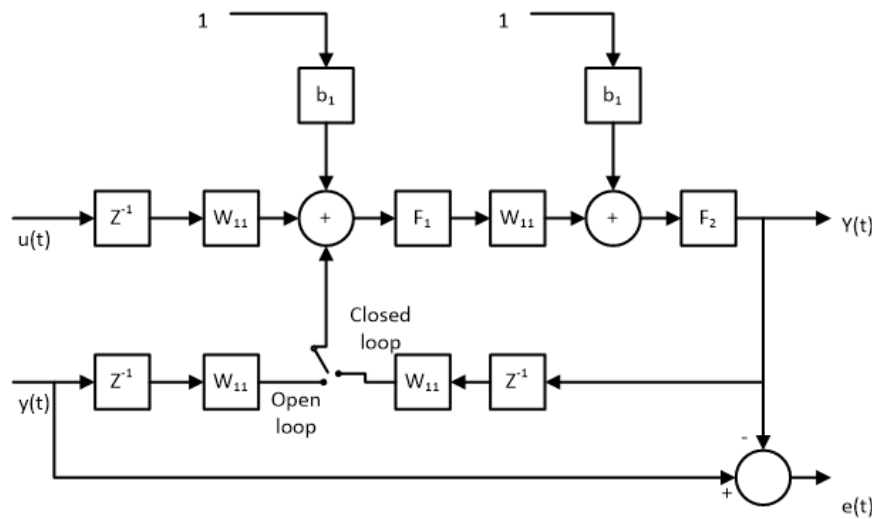 1
1
b₁
b₁
Z⁻¹
W₁₁
+
F₁
W₁₁
+
F₂
u(t)
Y(t)
Closed
loop
Z⁻¹
W₁₁
W₁₁
Z⁻¹
y(t)
Open
loop
-
+
e(t)